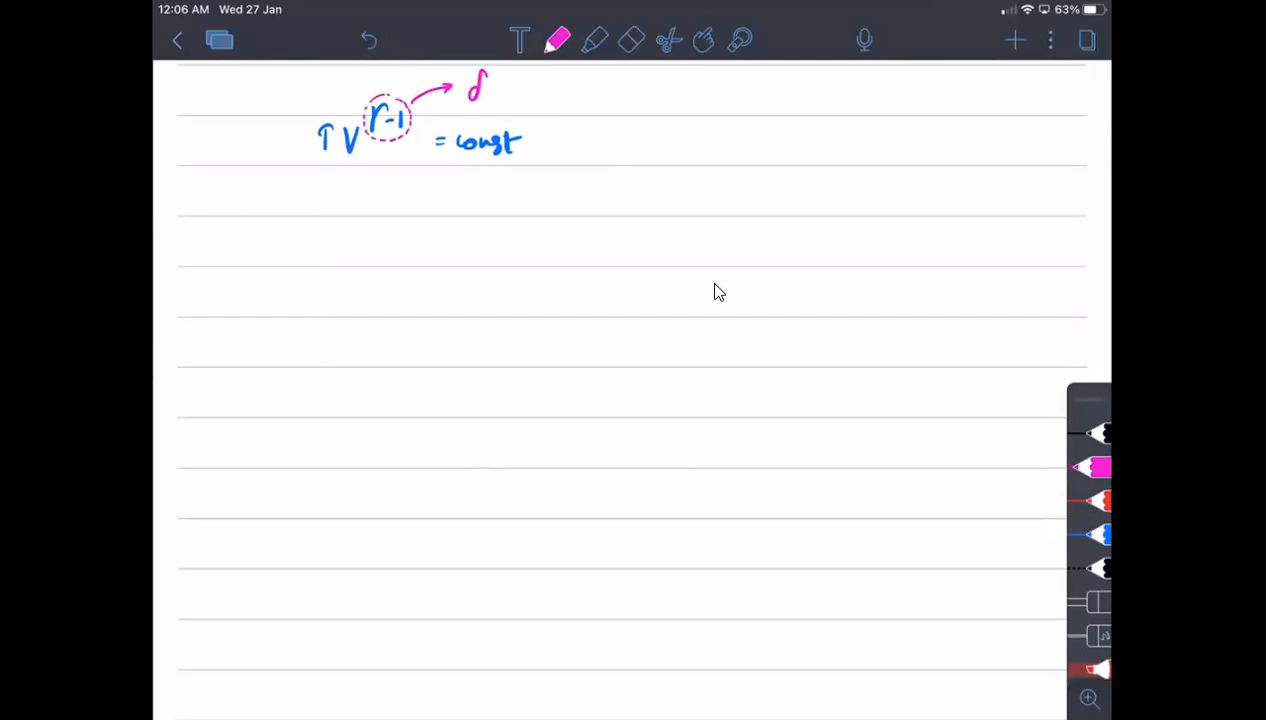 12:06 AM Wed 27 Jan 63%
T
δ
TV^γ-1 = const